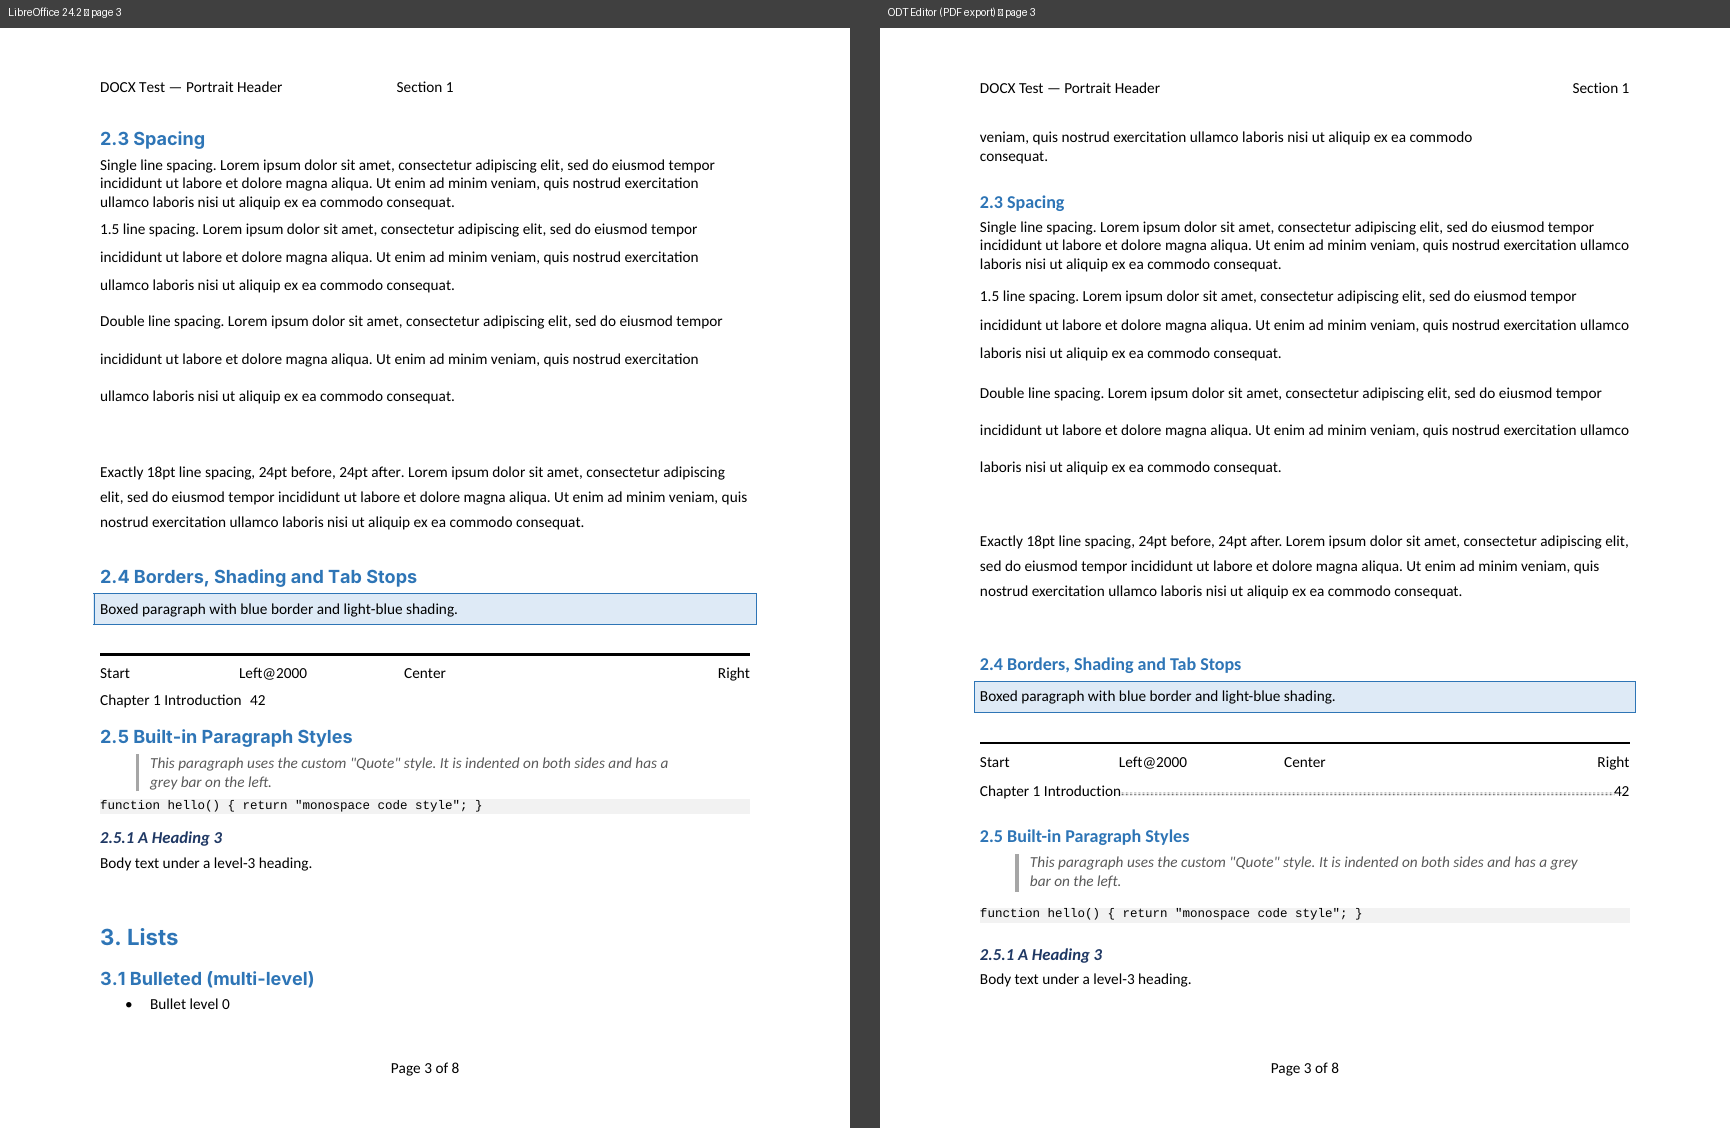 LibreOffice 24.2 ▯ page 3
DOCX Test — Portrait Header Section 1
2.3 Spacing
Single line spacing. Lorem ipsum dolor sit amet, consectetur adipiscing elit, sed do eiusmod tempor
incididunt ut labore et dolore magna aliqua. Ut enim ad minim veniam, quis nostrud exercitation
ullamco laboris nisi ut aliquip ex ea commodo consequat.
1.5 line spacing. Lorem ipsum dolor sit amet, consectetur adipiscing elit, sed do eiusmod tempor
incididunt ut labore et dolore magna aliqua. Ut enim ad minim veniam, quis nostrud exercitation
ullamco laboris nisi ut aliquip ex ea commodo consequat.
Double line spacing. Lorem ipsum dolor sit amet, consectetur adipiscing elit, sed do eiusmod tempor
incididunt ut labore et dolore magna aliqua. Ut enim ad minim veniam, quis nostrud exercitation
ullamco laboris nisi ut aliquip ex ea commodo consequat.
Exactly 18pt line spacing, 24pt before, 24pt after. Lorem ipsum dolor sit amet, consectetur adipiscing
elit, sed do eiusmod tempor incididunt ut labore et dolore magna aliqua. Ut enim ad minim veniam, quis
nostrud exercitation ullamco laboris nisi ut aliquip ex ea commodo consequat.
2.4 Borders, Shading and Tab Stops
Boxed paragraph with blue border and light-blue shading.
Start Left@2000 Center Right
Chapter 1 Introduction 42
2.5 Built-in Paragraph Styles
This paragraph uses the custom "Quote" style. It is indented on both sides and has a
grey bar on the left.
function hello() { return "monospace code style"; }
2.5.1 A Heading 3
Body text under a level-3 heading.
3. Lists
3.1 Bulleted (multi-level)
• Bullet level 0
Page 3 of 8
ODT Editor (PDF export) ▯ page 3
DOCX Test — Portrait Header Section 1
veniam, quis nostrud exercitation ullamco laboris nisi ut aliquip ex ea commodo
consequat.
2.3 Spacing
Single line spacing. Lorem ipsum dolor sit amet, consectetur adipiscing elit, sed do eiusmod tempor
incididunt ut labore et dolore magna aliqua. Ut enim ad minim veniam, quis nostrud exercitation ullamco
laboris nisi ut aliquip ex ea commodo consequat.
1.5 line spacing. Lorem ipsum dolor sit amet, consectetur adipiscing elit, sed do eiusmod tempor
incididunt ut labore et dolore magna aliqua. Ut enim ad minim veniam, quis nostrud exercitation ullamco
laboris nisi ut aliquip ex ea commodo consequat.
Double line spacing. Lorem ipsum dolor sit amet, consectetur adipiscing elit, sed do eiusmod tempor
incididunt ut labore et dolore magna aliqua. Ut enim ad minim veniam, quis nostrud exercitation ullamco
laboris nisi ut aliquip ex ea commodo consequat.
Exactly 18pt line spacing, 24pt before, 24pt after. Lorem ipsum dolor sit amet, consectetur adipiscing elit,
sed do eiusmod tempor incididunt ut labore et dolore magna aliqua. Ut enim ad minim veniam, quis
nostrud exercitation ullamco laboris nisi ut aliquip ex ea commodo consequat.
2.4 Borders, Shading and Tab Stops
Boxed paragraph with blue border and light-blue shading.
Start Left@2000 Center Right
Chapter 1 Introduction........................................42
2.5 Built-in Paragraph Styles
This paragraph uses the custom "Quote" style. It is indented on both sides and has a grey
bar on the left.
function hello() { return "monospace code style"; }
2.5.1 A Heading 3
Body text under a level-3 heading.
Page 3 of 8